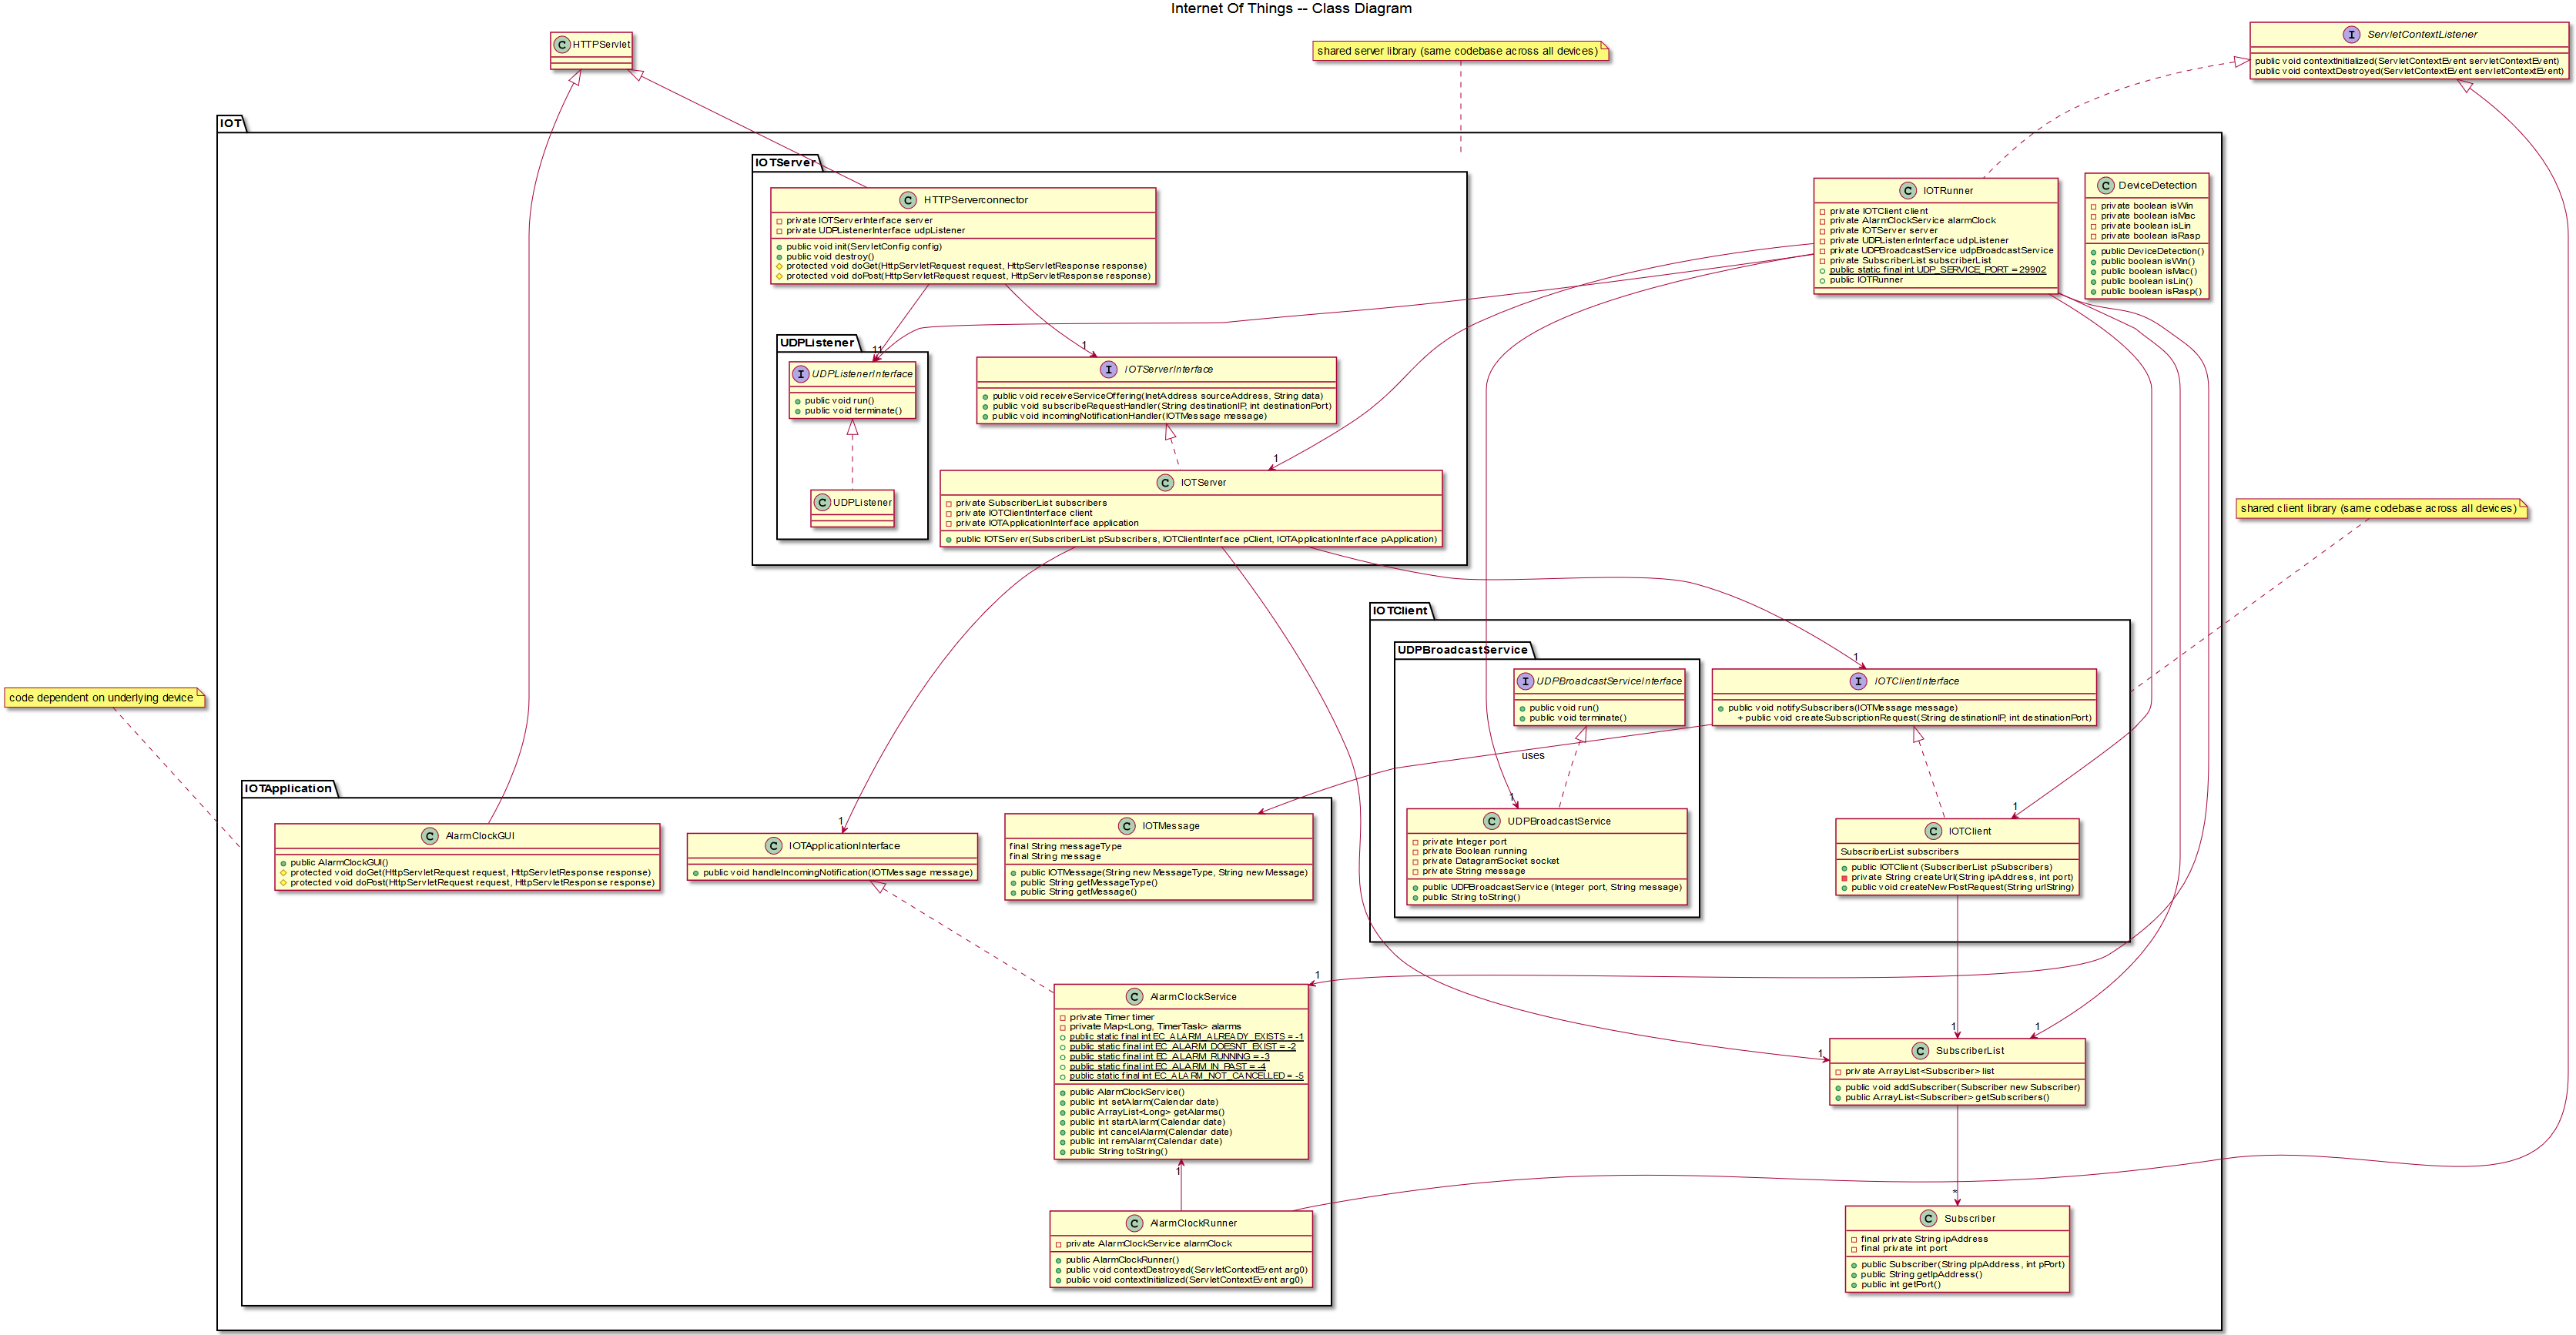 Internet Of Things -- Class Diagram
HTTPServlet
shared server library (same codebase across all devices)
ServletContextListener
public void contextInitialized(ServletContextEvent servletContextEvent)
public void contextDestroyed(ServletContextEvent servletContextEvent)
IOT
IOTServer
HTTPServerconnector
private IOTServerInterface server
private UDPListenerInterface udpListener
public void init(ServletConfig config)
public void destroy()
protected void doGet(HttpServletRequest request, HttpServletResponse response)
protected void doPost(HttpServletRequest request, HttpServletResponse response)
IOTRunner
private IOTClient client
private AlarmClockService alarmClock
private IOTServer server
private UDPListenerInterface udpListener
private UDPBroadcastService udpBroadcastService
private SubscriberList subscriberList
public static final int UDP_SERVICE_PORT = 29902
public IOTRunner
DeviceDetection
private boolean isWin
private boolean isMac
private boolean isLin
private boolean isRasp
public DeviceDetection()
public boolean isWin()
public boolean isMac()
public boolean isLin()
public boolean isRasp()
UDPListener
11
UDPListenerInterface
public void run()
public void terminate()
UDPListener
1
IOTServerInterface
public void receiveServiceOffering(InetAddress sourceAddress, String data)
public void subscribeRequestHandler(String destinationIP, int destinationPort)
public void incomingNotificationHandler(IOTMessage message)
1
IOTServer
private SubscriberList subscribers
private IOTClientInterface client
private IOTApplicationInterface application
public IOTServer(SubscriberList pSubscribers, IOTClientInterface pClient, IOTApplicationInterface pApplication)
shared client library (same codebase across all devices)
IOTClient
UDPBroadcastService
UDPBroadcastServiceInterface
public void run()
public void terminate()
1
IOTClientInterface
public void notifySubscribers(IOTMessage message)
+ public void createSubscriptionRequest(String destinationIP, int destinationPort)
code dependent on underlying device
uses
1
UDPBroadcastService
private Integer port
private Boolean running
private DatagramSocket socket
private String message
public UDPBroadcastService (Integer port, String message)
public String toString()
1
IOTClient
SubscriberList subscribers
public IOTClient (SubscriberList pSubscribers)
private String createUrl(String ipAddress, int port)
public void createNewPostRequest(String urlString)
IOTApplication
AlarmClockGUI
public AlarmClockGUI()
protected void doGet(HttpServletRequest request, HttpServletResponse response)
protected void doPost(HttpServletRequest request, HttpServletResponse response)
1
IOTApplicationInterface
public void handleIncomingNotification(IOTMessage message)
IOTMessage
final String messageType
final String message
public IOTMessage(String new MessageType, String new Message)
public String getMessageType()
public String getMessage()
1
AlarmClockService
private Timer timer
private Map<Long, TimerTask> alarms
public static final int EC_ALARM_ALREADY_EXISTS = -1
public static final int EC_ALARM_DOESNT_EXIST = -2
public static final int EC_ALARM_RUNNING = -3
public static final int EC_ALARM_IN_PAST = -4
public static final int EC_ALARM_NOT_CANCELLED = -5
public AlarmClockService()
public int setAlarm(Calendar date)
public ArrayList<Long> getAlarms()
public int startAlarm(Calendar date)
public int cancelAlarm(Calendar date)
public int remAlarm(Calendar date)
public String toString()
1
1
1
SubscriberList
private ArrayList<Subscriber> list
public void addSubscriber(Subscriber new Subscriber)
public ArrayList<Subscriber> getSubscribers()
1
AlarmClockRunner
private AlarmClockService alarmClock
public AlarmClockRunner()
public void contextDestroyed(ServletContextEvent arg0)
public void contextInitialized(ServletContextEvent arg0)
*
Subscriber
final private String ipAddress
final private int port
public Subscriber(String pIpAddress, int pPort)
public String getIpAddress()
public int getPort()